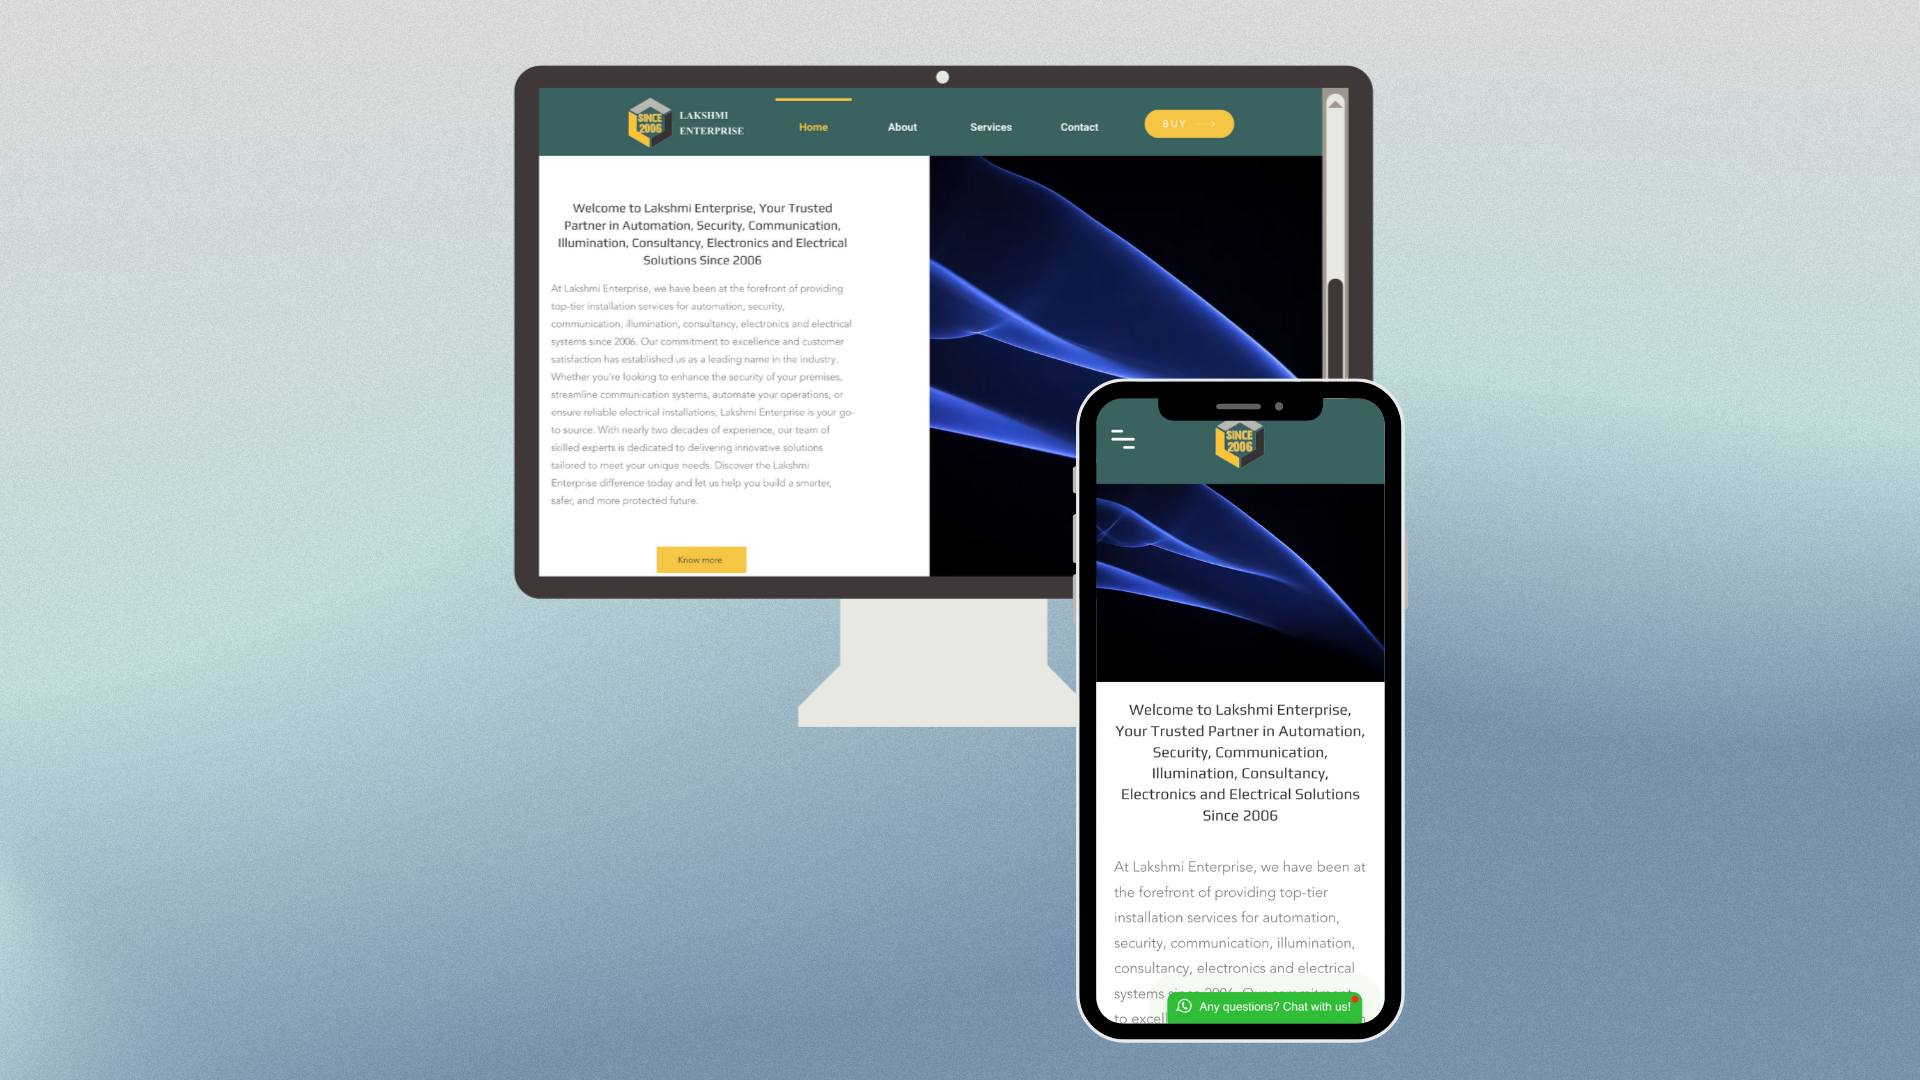 SINCE
2006
LAKSHMI
ENTERPRISE
Home
About
Services
Contact
BUY
Welcome to Lakshmi Enterprise, Your Trusted
Partner in Automation, Security, Communication,
Illumination, Consultancy, Electronics and Electrical
Solutions Since 2006
At Lakshmi Enterprise, we have been at the forefront of providing
top-tier installation services for automation, security,
communication, illumination, consultancy, electronics and electrical
systems since 2006. Our commitment to excellence and customer
satisfaction has established us as a leading name in the industry.
Whether you're looking to enhance the security of your premises,
streamline communication systems, automate your operations, or
ensure reliable electrical installations, Lakshmi Enterprise is your go-
to source. With nearly two decades of experience, our team of
skilled experts is dedicated to delivering innovative solutions
tailored to meet your unique needs. Discover the Lakshmi
Enterprise difference today and let us help you build a smarter,
safer, and more protected future.
Know more
SINCE
2006
Welcome to Lakshmi Enterprise,
Your Trusted Partner in Automation,
Security, Communication,
Illumination, Consultancy,
Electronics and Electrical Solutions
Since 2006
At Lakshmi Enterprise, we have been at
the forefront of providing top-tier
installation services for automation,
security, communication, illumination,
consultancy, electronics and electrical
systems since 2006. Our commitment
to excel
Any questions? Chat with us!